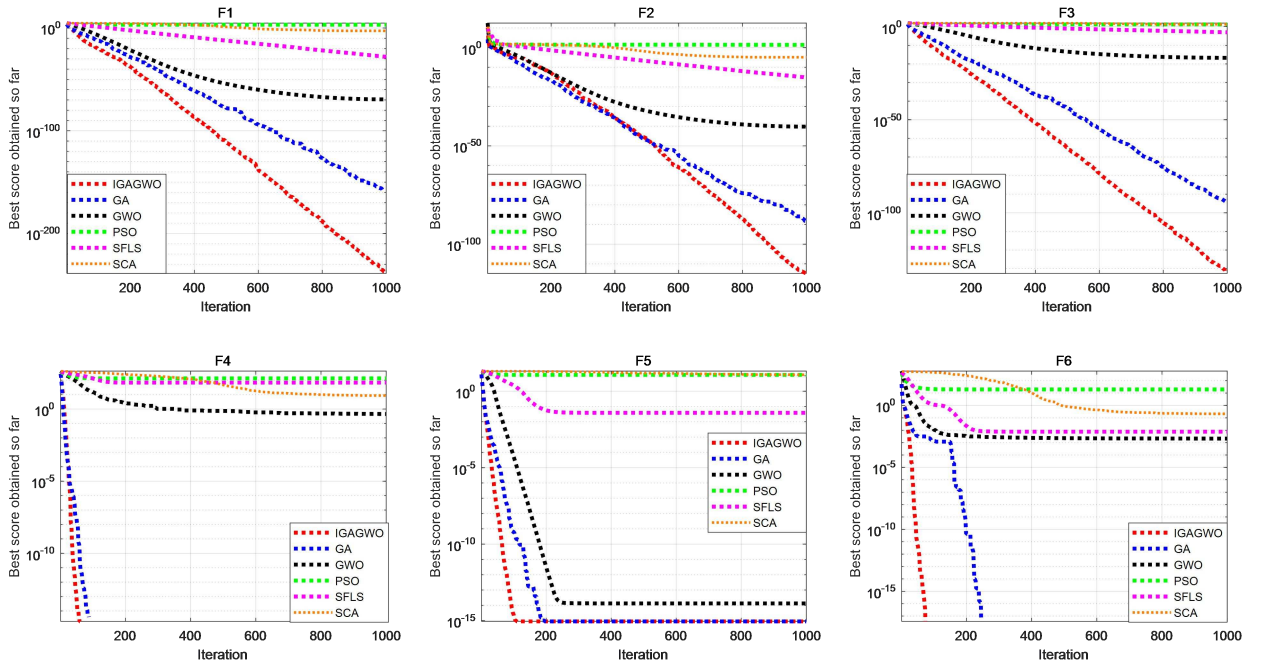 F1
Best score obtained so far
10^0
10^-100
10^-200
IGAGWO
GA
GWO
PSO
SFLS
SCA
200 400 600 800 1000
Iteration
F2
Best score obtained so far
10^0
10^-50
10^-100
IGAGWO
GA
GWO
PSO
SFLS
SCA
200 400 600 800 1000
Iteration
F3
Best score obtained so far
10^0
10^-50
10^-100
IGAGWO
GA
GWO
PSO
SFLS
SCA
200 400 600 800 1000
Iteration
F4
Best score obtained so far
10^0
10^-5
10^-10
IGAGWO
GA
GWO
PSO
SFLS
SCA
200 400 600 800 1000
Iteration
F5
Best score obtained so far
10^0
10^-5
10^-10
10^-15
IGAGWO
GA
GWO
PSO
SFLS
SCA
200 400 600 800 1000
Iteration
F6
Best score obtained so far
10^0
10^-5
10^-10
10^-15
IGAGWO
GA
GWO
PSO
SFLS
SCA
200 400 600 800 1000
Iteration